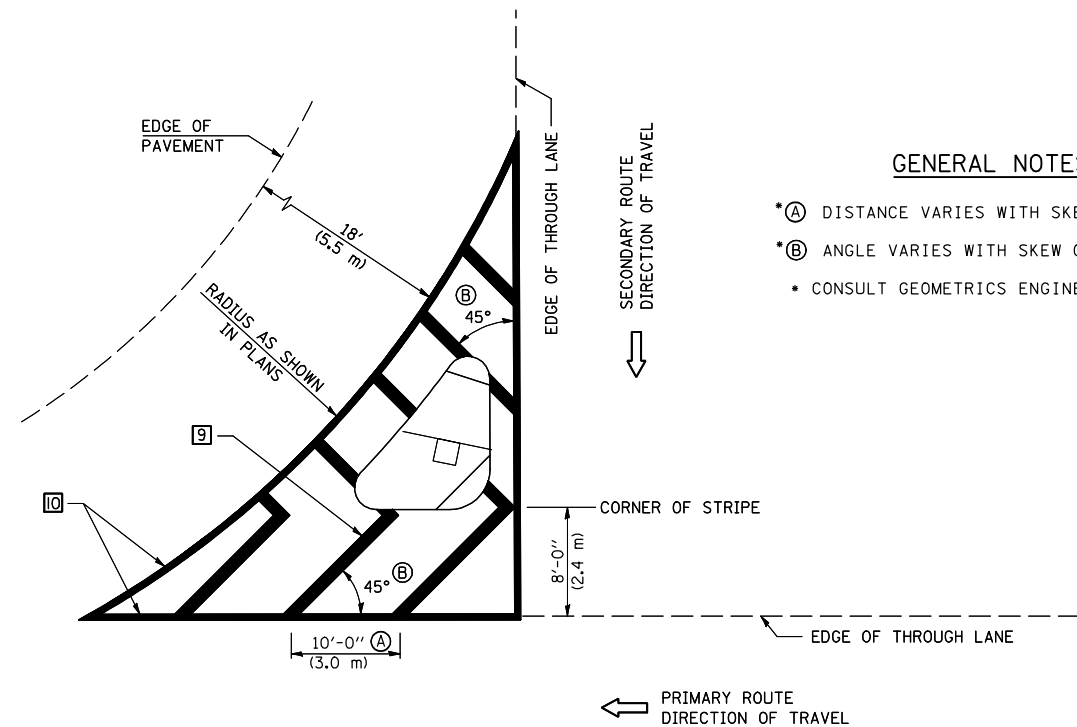 EDGE OF
PAVEMENT
18'
(5.5 m)
RADIUS AS SHOWN
IN PLANS
9
10
B
45°
EDGE OF THROUGH LANE
SECONDARY ROUTE
DIRECTION OF TRAVEL
GENERAL NOTES
*A DISTANCE VARIES WITH SKE
*B ANGLE VARIES WITH SKEW
* CONSULT GEOMETRICS ENGINE
CORNER OF STRIPE
8'-0"
(2.4 m)
45° B
10'-0" A
(3.0 m)
EDGE OF THROUGH LANE
PRIMARY ROUTE
DIRECTION OF TRAVEL